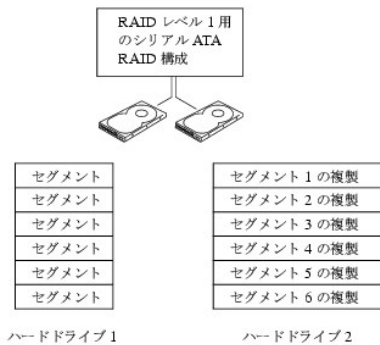 RAID レベル 1 用
のシリアル ATA
RAID 構成
セグメント
セグメント
セグメント
セグメント
セグメント
セグメント
セグメント 1 の複製
セグメント 2 の複製
セグメント 3 の複製
セグメント 4 の複製
セグメント 5 の複製
セグメント 6 の複製
ハードドライブ 1
ハードドライブ 2